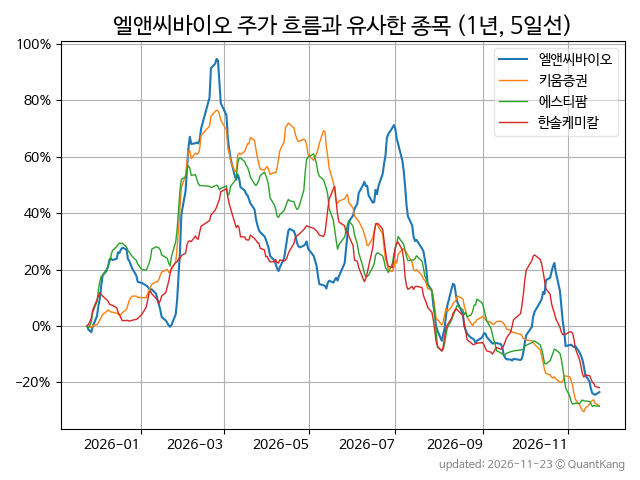 엘앤씨바이오 주가 흐름과 유사한 종목 (1년, 5일선)
엘앤씨바이오
키움증권
에스티팜
한솔케미칼
100%
80%
60%
40%
20%
0%
−20%
2026-01 2026-03 2026-05 2026-07 2026-09 2026-11
updated: 2026-11-23 ⓒ QuantKang